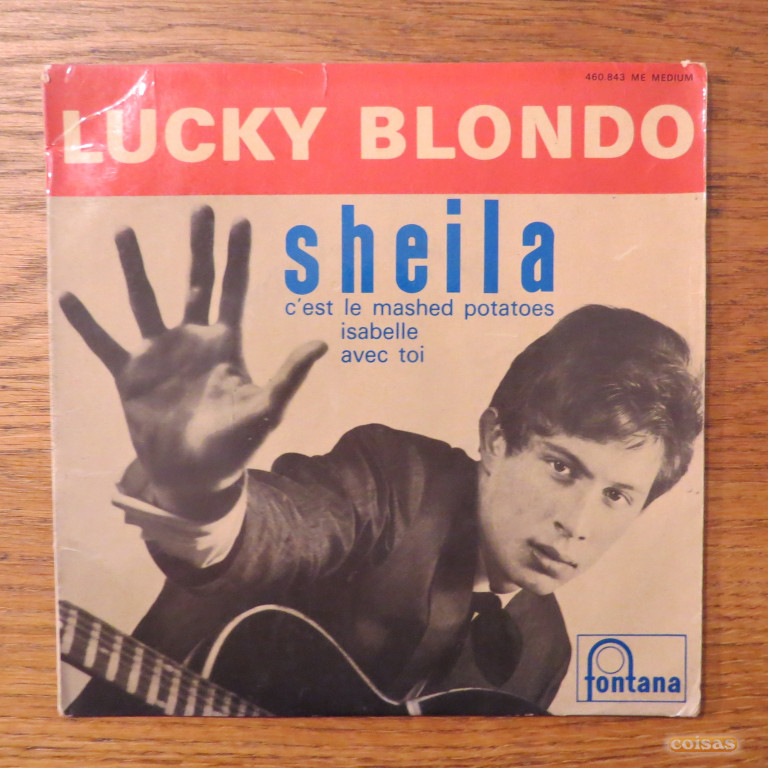 460.843 ME MEDIUM
LUCKY BLONDO
sheila
c'est le mashed potatoes
isabelle
avec toi
fontana
coisas